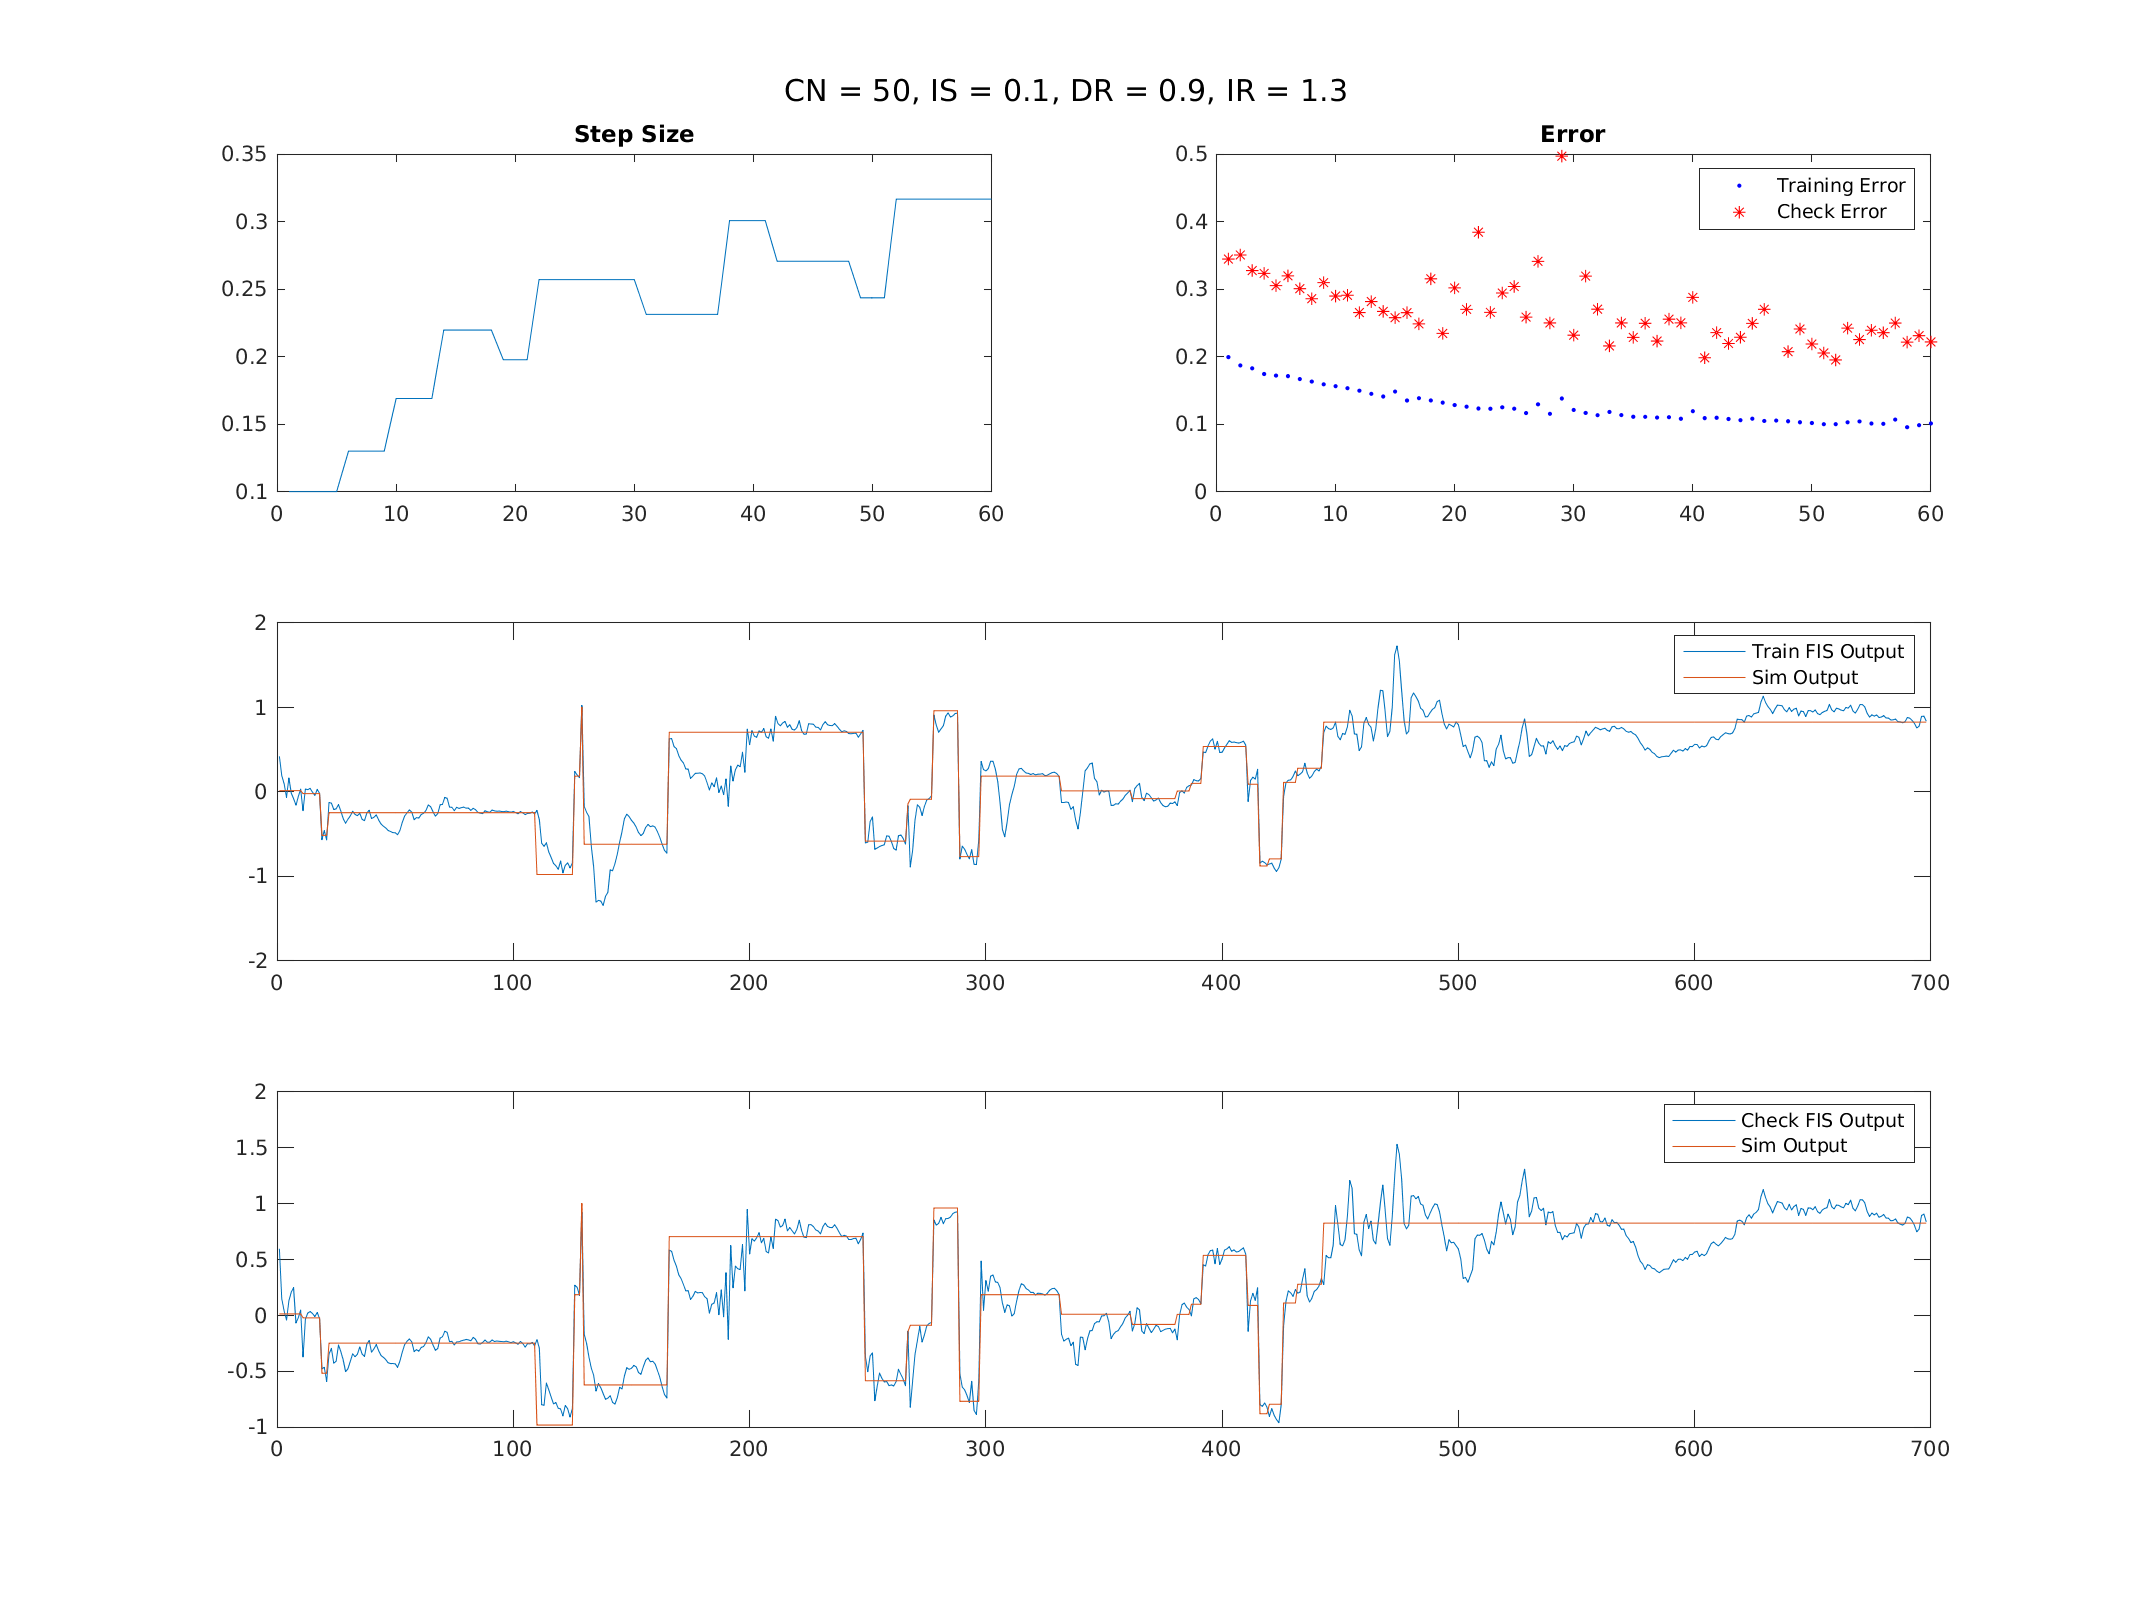 CN = 50, IS = 0.1, DR = 0.9, IR = 1.3
Step Size
0.35
0.3
0.25
0.2
0.15
0.1
0 10 20 30 40 50 60
Error
0.5
0.4
0.3
0.2
0.1
0
0 10 20 30 40 50 60
Training Error
Check Error
2
1
0
-1
-2
0 100 200 300 400 500 600 700
Train FIS Output
Sim Output
2
1.5
1
0.5
0
-0.5
-1
0 100 200 300 400 500 600 700
Check FIS Output
Sim Output